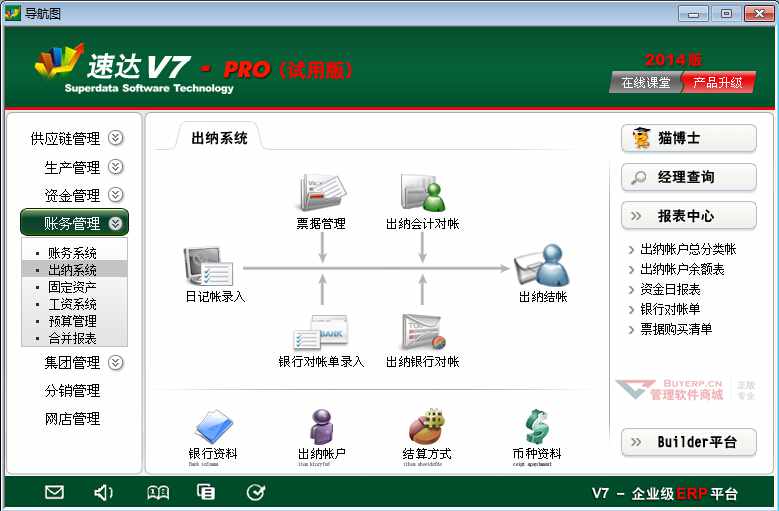 导航图
速达V7 - PRO (试用版)
Superdata Software Technology
2014版
在线课堂 产品升级
供应链管理
生产管理
资金管理
账务管理
账务系统
出纳系统
固定资产
工资系统
预算管理
合并报表
集团管理
分销管理
网店管理
出纳系统
票据管理
出纳会计对帐
日记帐录入
出纳结帐
BANK
银行对帐单录入
出纳银行对帐
银行资料
出纳帐户
结算方式
币种资料
猫博士
经理查询
报表中心
出纳帐户总分类帐
出纳帐户余额表
资金日报表
银行对帐单
票据购买清单
BUYERP.CN
管理软件商城
正版
专业
Builder平台
V7 - 企业级ERP平台